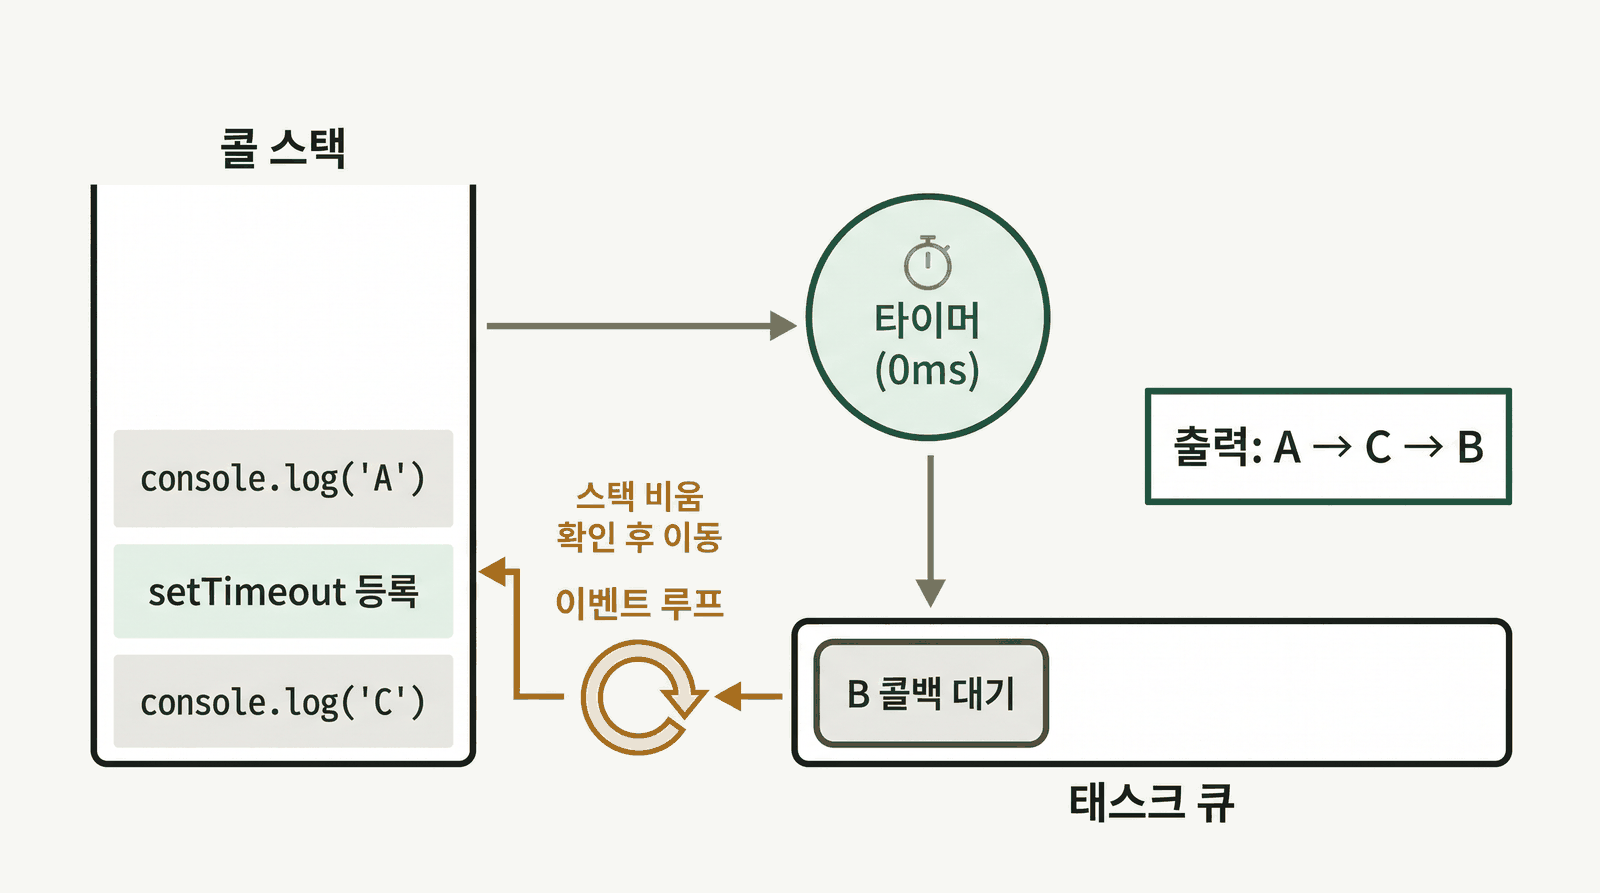 콜 스택
console.log('A')
setTimeout 등록
console.log('C')
타이머
(0ms)
스택 비움
확인 후 이동
이벤트 루프
B 콜백 대기
태스크 큐
출력: A → C → B